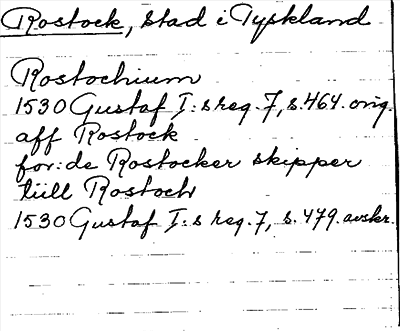 Rostock, Stad i Tyskland
Rostochium
1530 Gustaf I:s reg. 7, s. 464. orig.
aff Rostock
for: de Rostocker skipper
tiill Rostoch
1530 Gustaf I:s reg. 7, s. 479. avskr.